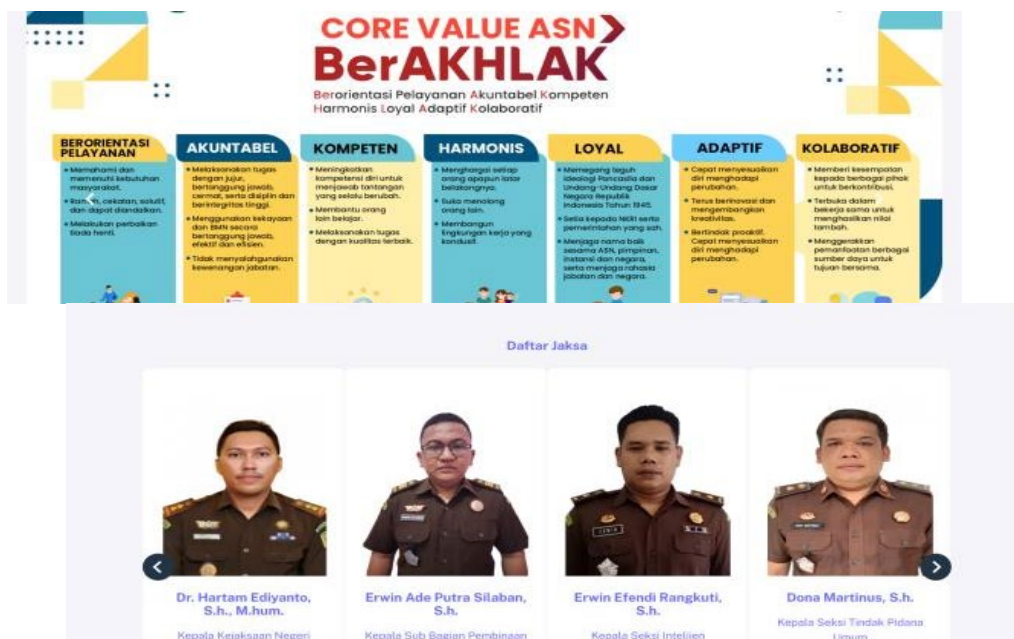 CORE VALUE ASN
BerAKHLAK
Berorientasi Pelayanan Akuntabel Kompeten
Harmonis Loyal Adaptif Kolaboratif
BERORIENTASI
PELAYANAN
• Memahami dan
memenuhi kebutuhan
masyarakat.
cekatan, solutif,
dan dapat diandalkan.
• Melakukan perbaikan
tiada henti.
AKUNTABEL
• Melaksanakan tugas
dengan jujur,
bertanggung jawab,
cermat, serta disiplin dan
berintegritas tinggi.
• Menggunakan kekayaan
dan BMN secara
bertanggung jawab,
efektif dan efisien.
• Tidak menyalahgunakan
kewenangan jabatan.
KOMPETEN
• Meningkatkan
kompetensi diri untuk
menjawab tantangan
yang selalu berubah.
• Membantu orang
lain belajar.
• Melaksanakan tugas
dengan kualitas terbaik.
HARMONIS
• Menghargai setiap
orang apapun latar
belakangnya.
• Suka menolong
orang lain.
• Membangun
lingkungan kerja yang
kondusif.
LOYAL
• Memegang teguh
ideologi Pancasila dan
Undang-Undang Dasar
Negara Republik
Indonesia Tahun 1945.
• Setia kepada NKRI serta
pemerintahan yang sah.
• Menjaga nama baik
sesama ASN, pimpinan,
instansi dan negara,
serta menjaga rahasia
jabatan dan negara.
ADAPTIF
• Cepat menyesuaikan
diri menghadapi
perubahan.
• Terus berinovasi dan
mengembangkan
kreativitas.
• Bertindak proaktif.
Cepat menyesuaikan
diri menghadapi
perubahan.
KOLABORATIF
• Memberi kesempatan
kepada berbagai pihak
untuk berkontribusi.
• Terbuka dalam
bekerja sama untuk
menghasilkan nilai
tambah.
• Menggerakkan
pemanfaatan berbagai
sumber daya untuk
tujuan bersama.
Daftar Jaksa
Dr. Hartam Ediyanto,
S.h., M.hum.
Kepala Kejaksaan Negeri
Erwin Ade Putra Silaban,
S.h.
Kepala Sub Bagian Pembinaan
Erwin Efendi Rangkuti,
S.h.
Kepala Seksi Intelijen
Dona Martinus, S.h.
Kepala Seksi Tindak Pidana
Umum